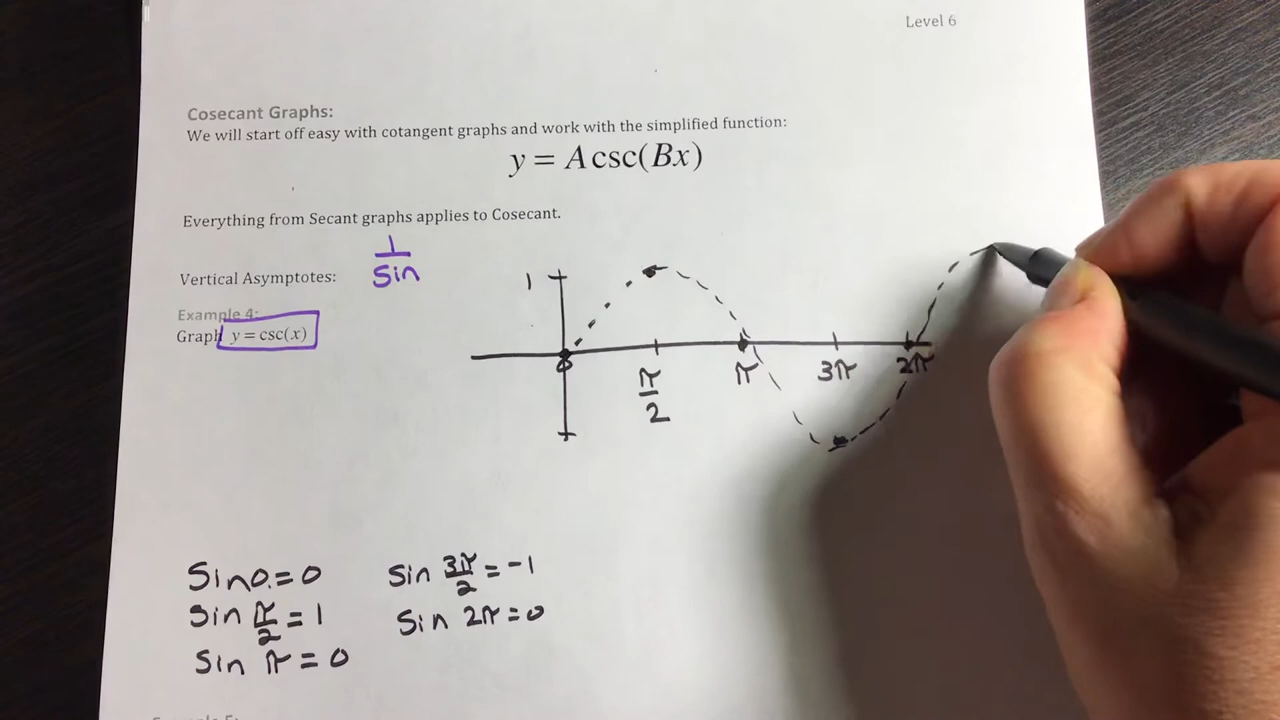 Level 6
Cosecant Graphs:
We will start off easy with cotangent graphs and work with the simplified function:
y = A csc(Bx)
Everything from Secant graphs applies to Cosecant.
Vertical Asymptotes:
1
Sin
Example 4:
Graph y = csc(x)
1
0
π
2
π
3π
2π
Sin0.=0
Sin π/2 = 1
Sin π = 0
Sin 3π/2 = -1
Sin 2π=0